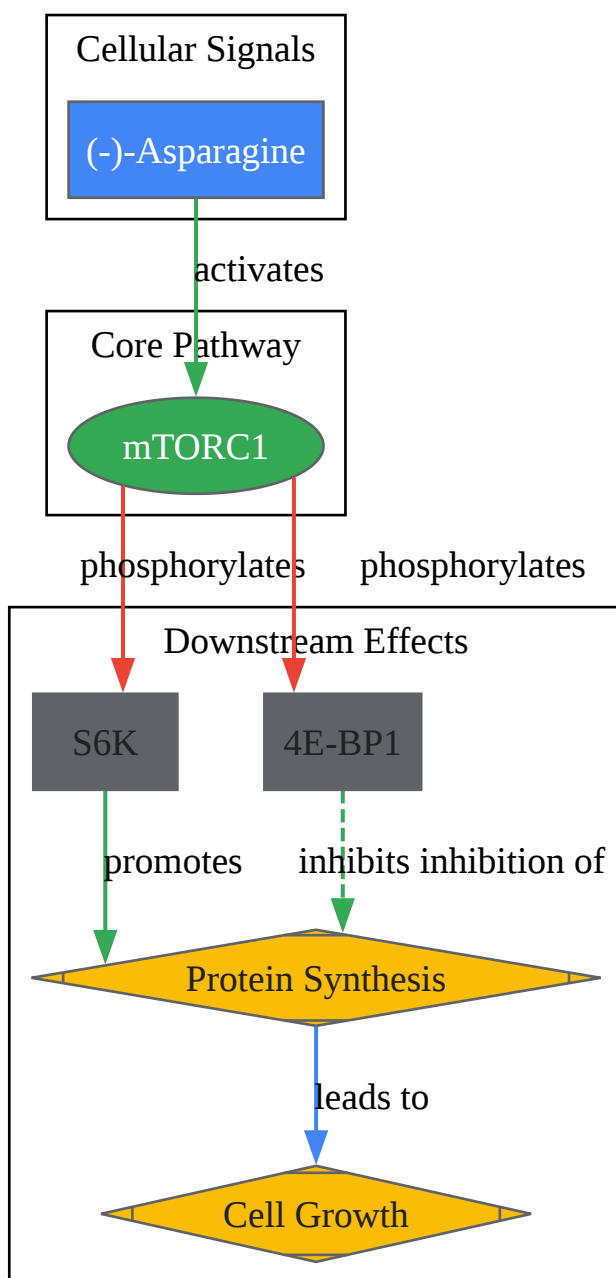 Cellular Signals
(-)-Asparagine
activates
Core Pathway
mTORC1
phosphorylates
phosphorylates
Downstream Effects
S6K
4E-BP1
promotes
inhibits inhibition of
Protein Synthesis
leads to
Cell Growth